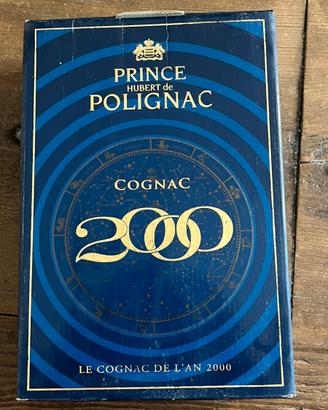 PRINCE
HUBERT de
POLIGNAC
COGNAC
2000
LE COGNAC DE L'AN 2000